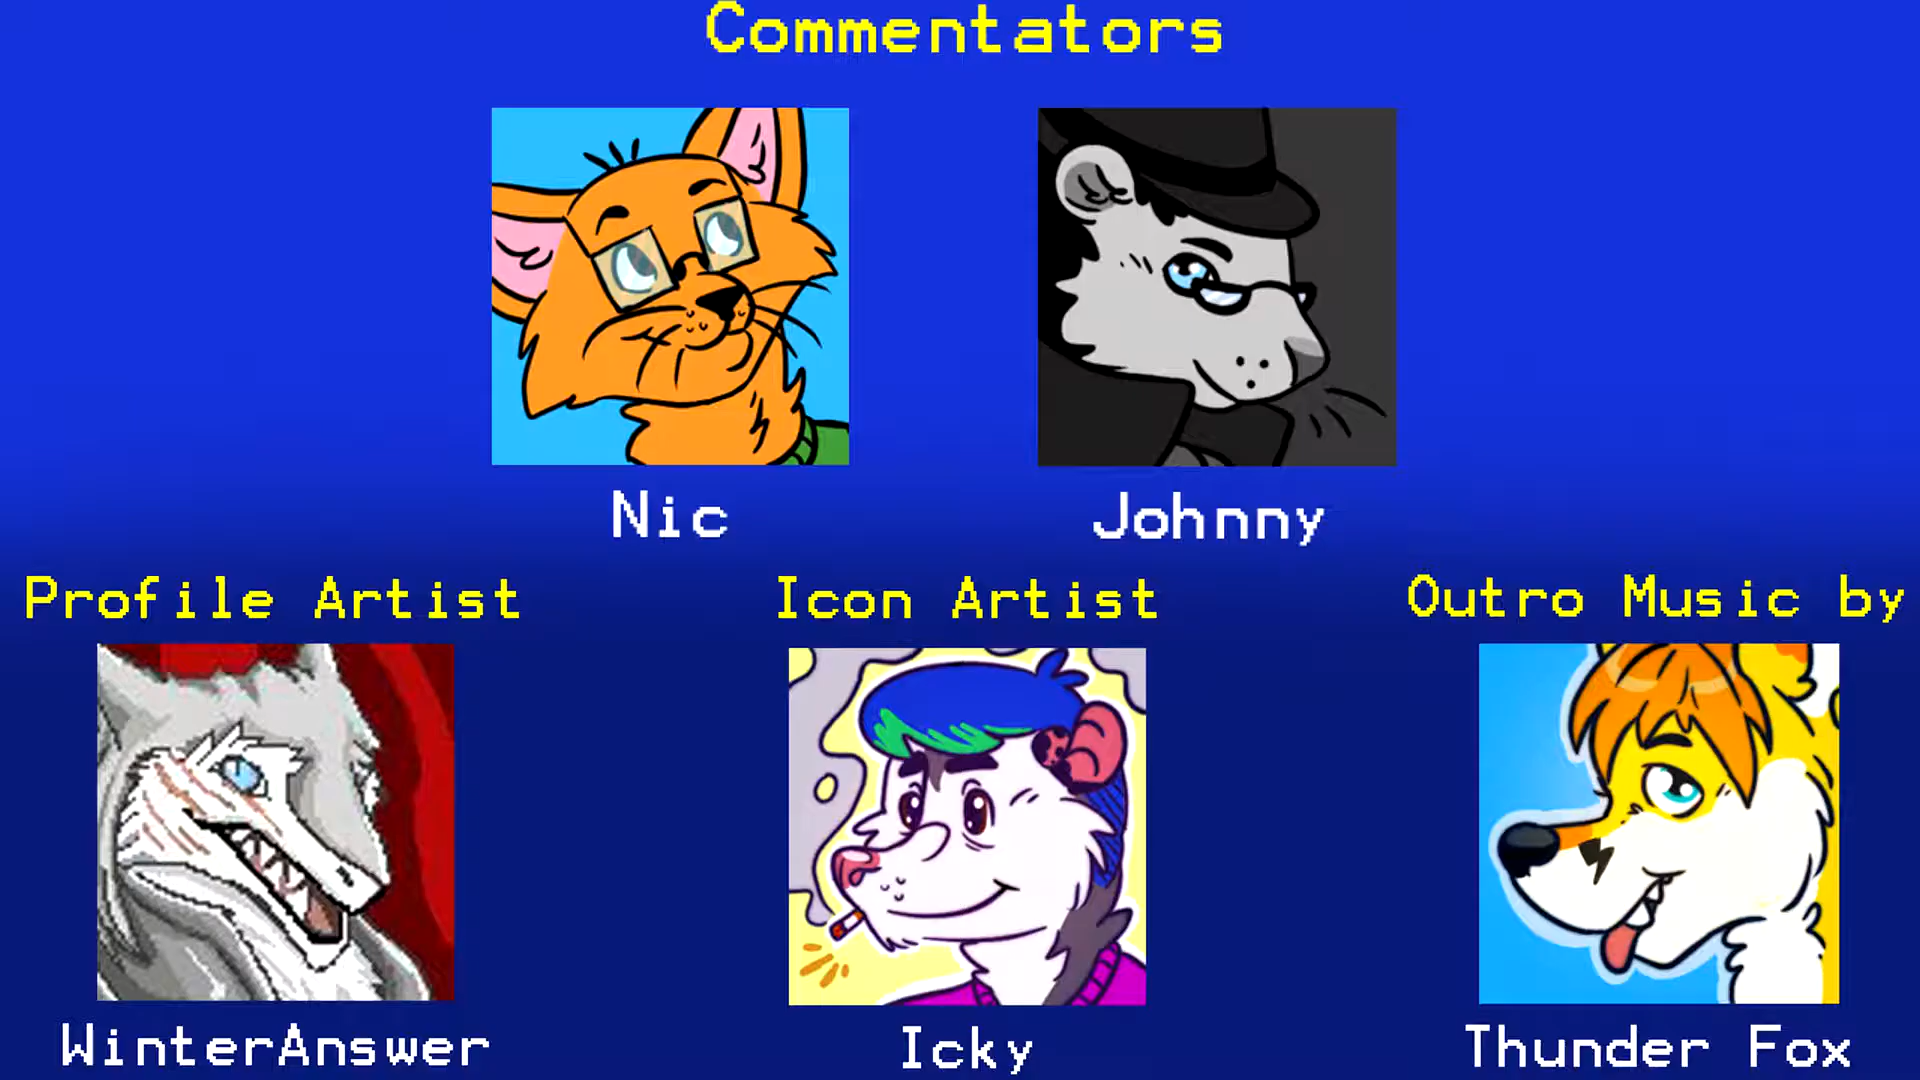 Commentators
Nic
Johnny
Profile Artist
Icon Artist
Outro Music by
WinterAnswer
Icky
Thunder Fox